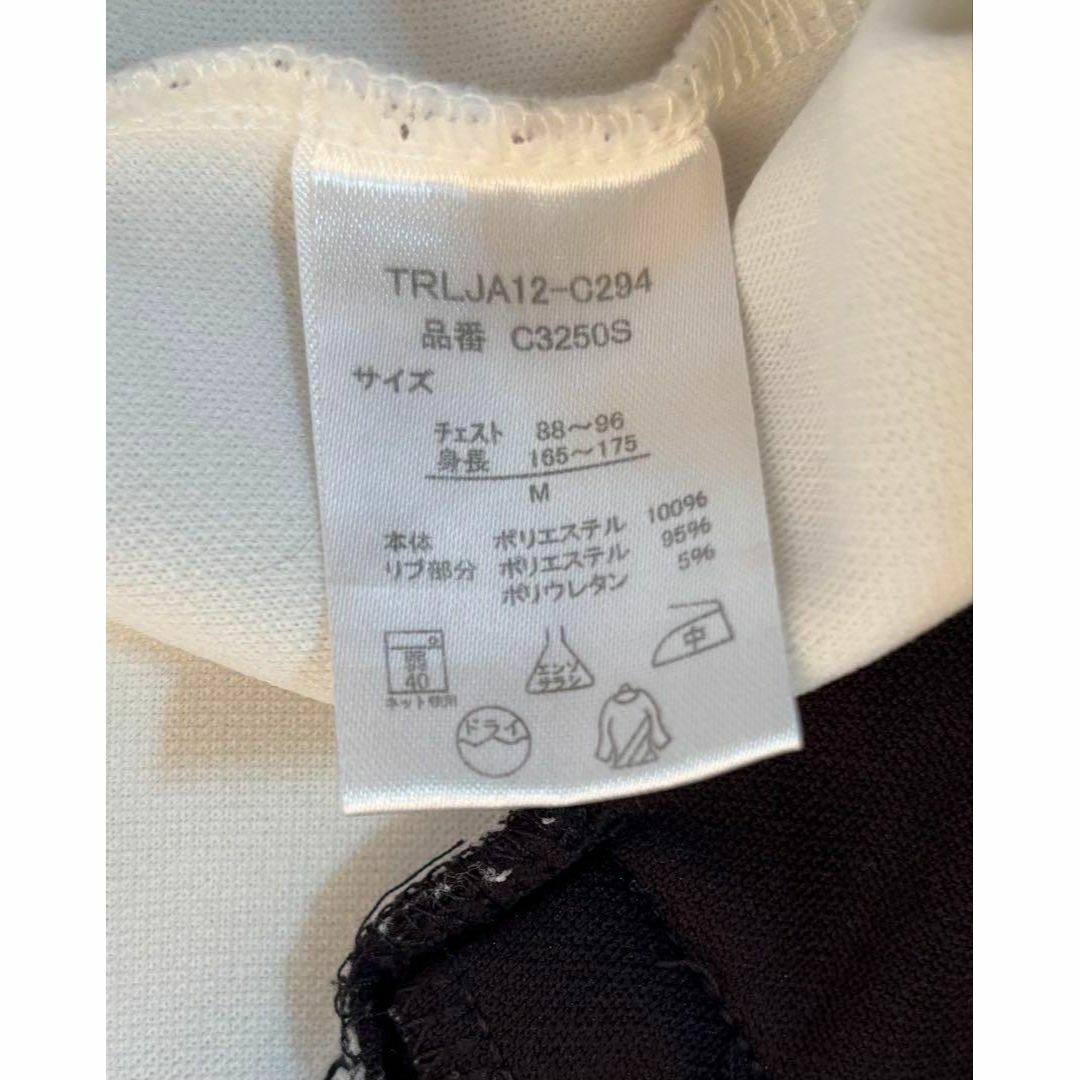 TRLJA12-C294
品番 C3250S
サイズ
チェスト 88～96
身長 165～175
M
本体 ポリエステル 100%
リブ部分 ポリエステル 95%
ポリウレタン 5%
40
ネット使用
エンソ
サラシ
中
ドライ